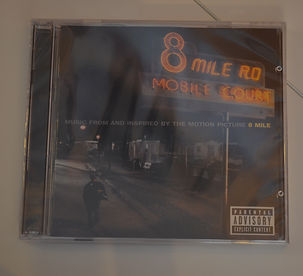 8
MILE RD
MOBILE COURT
MUSIC FROM AND INSPIRED BY THE MOTION PICTURE 8 MILE
PARENTAL
ADVISORY
EXPLICIT CONTENT